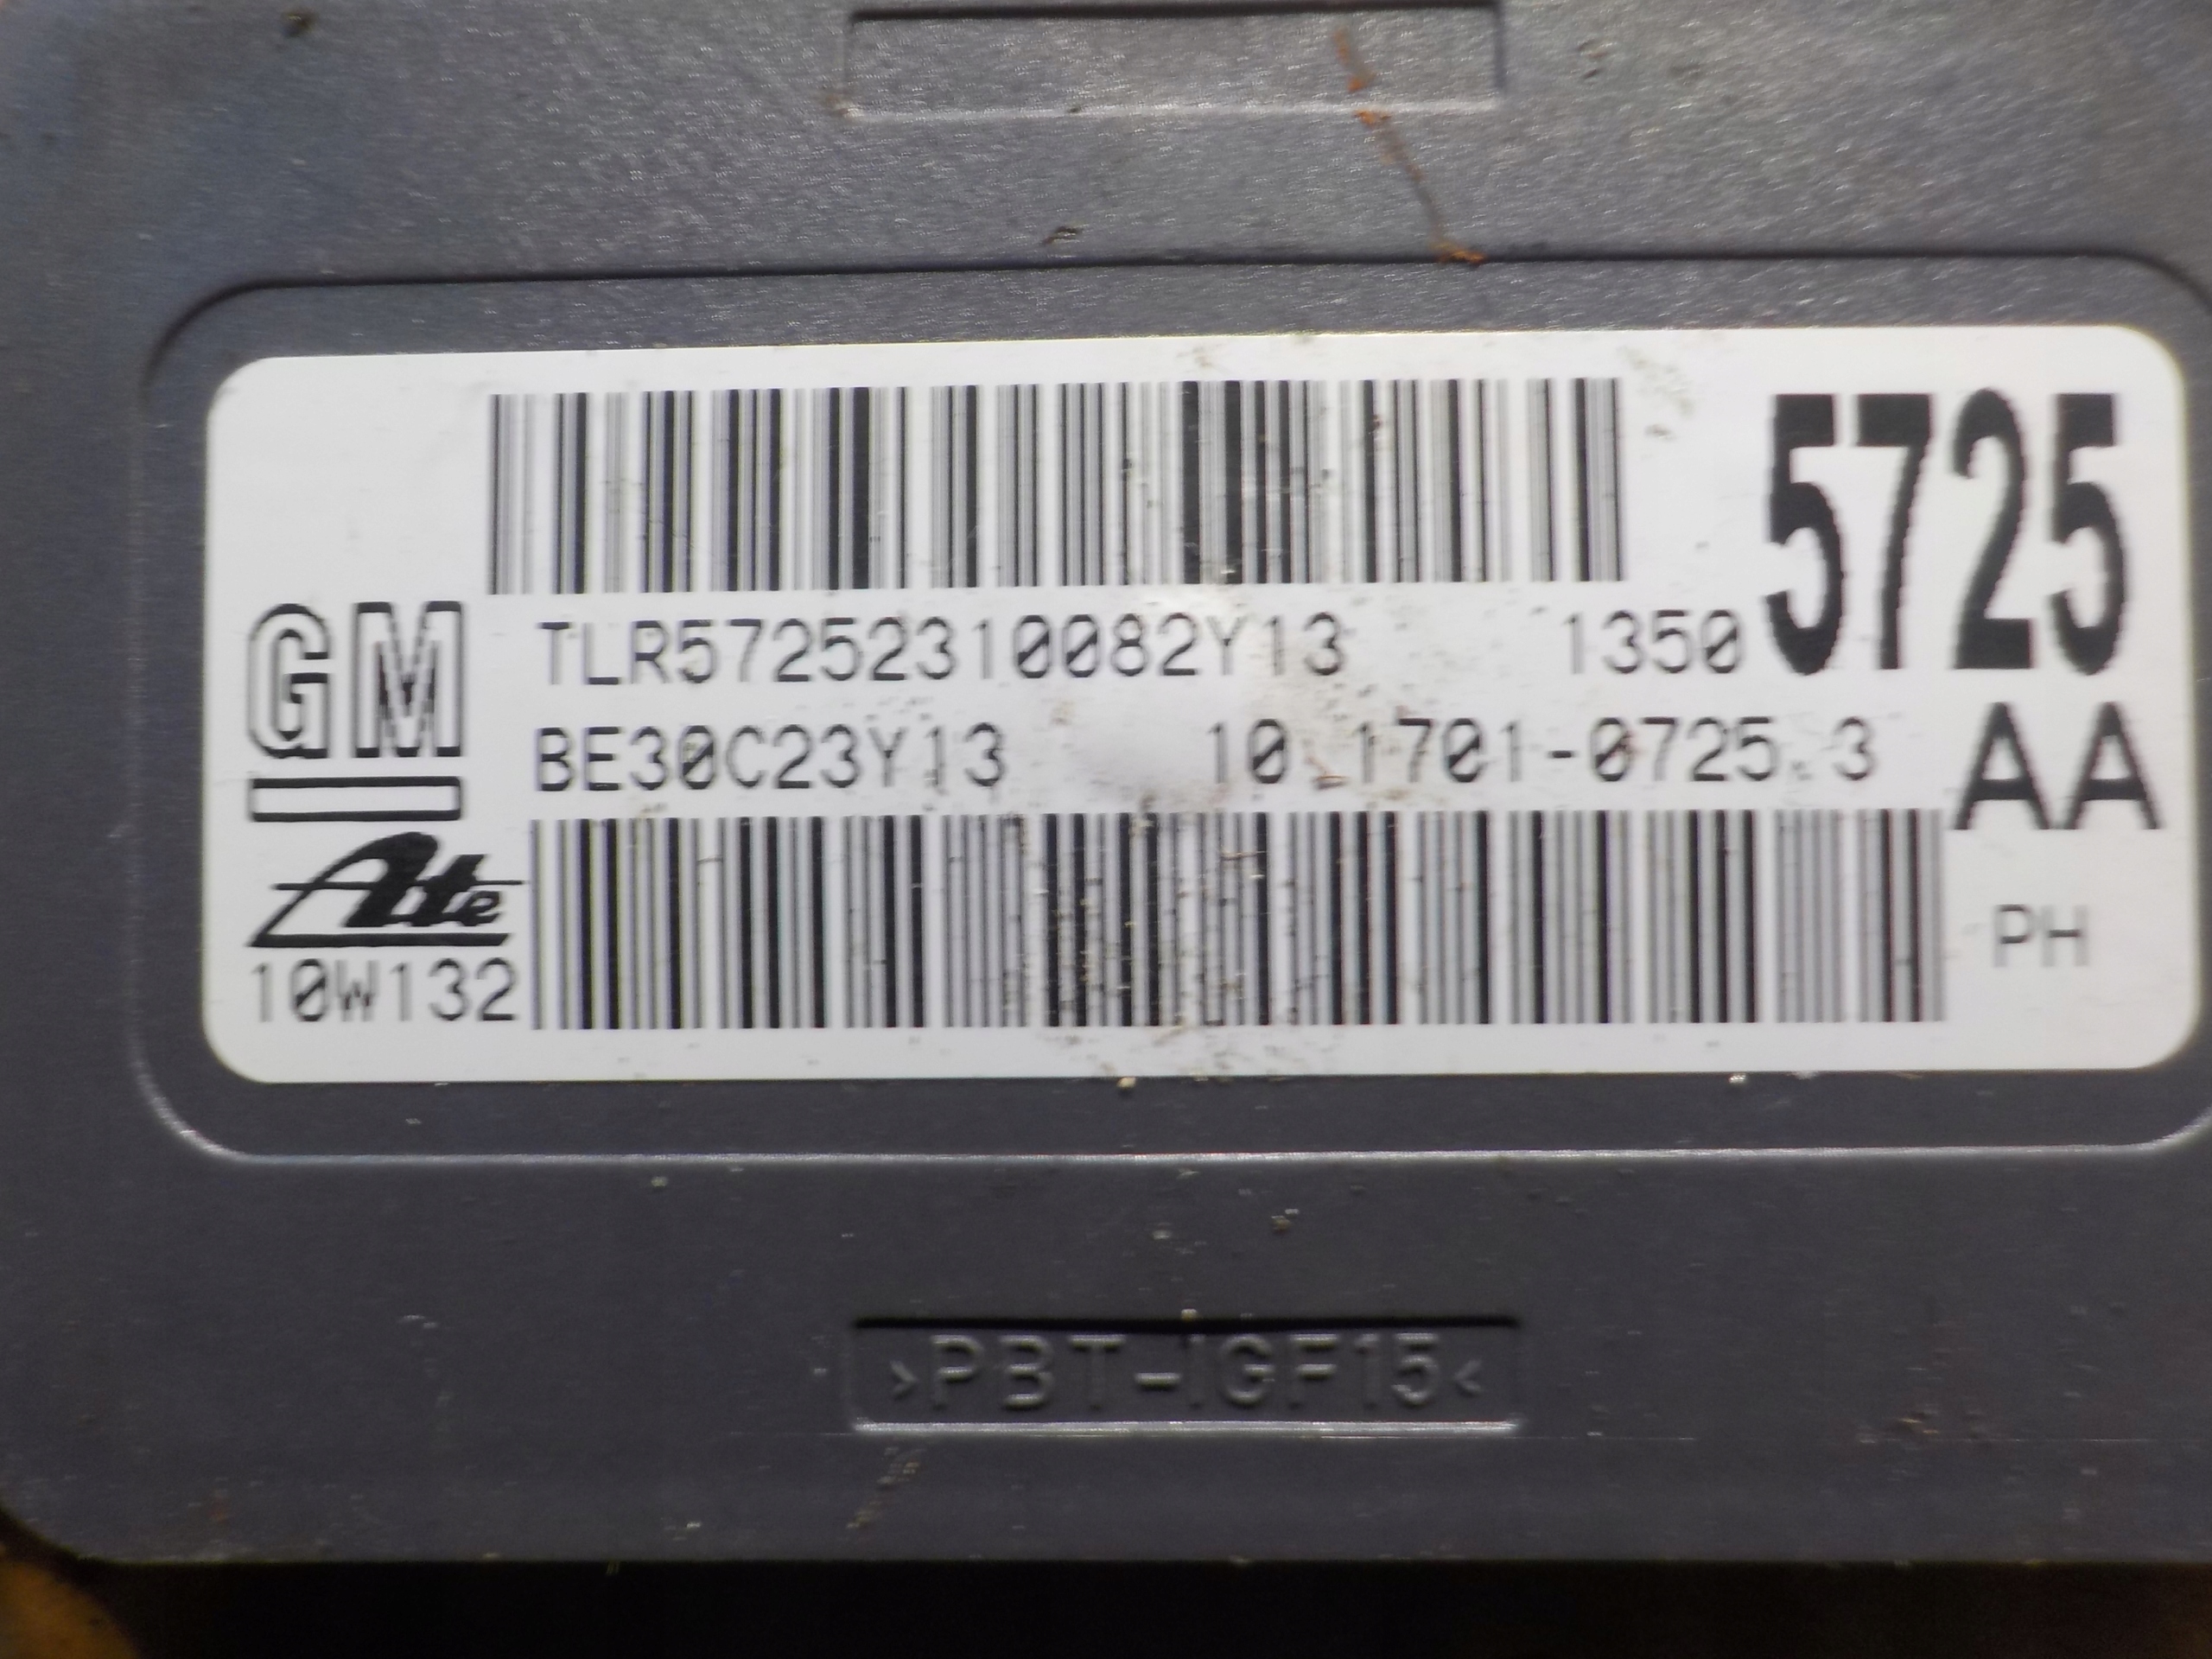 5725
GM
TLR57252310082Y13 1350
BE30C23Y13 10.1701-0725.3
AA
Ate
PH
10W132
>PBT-IGF15<